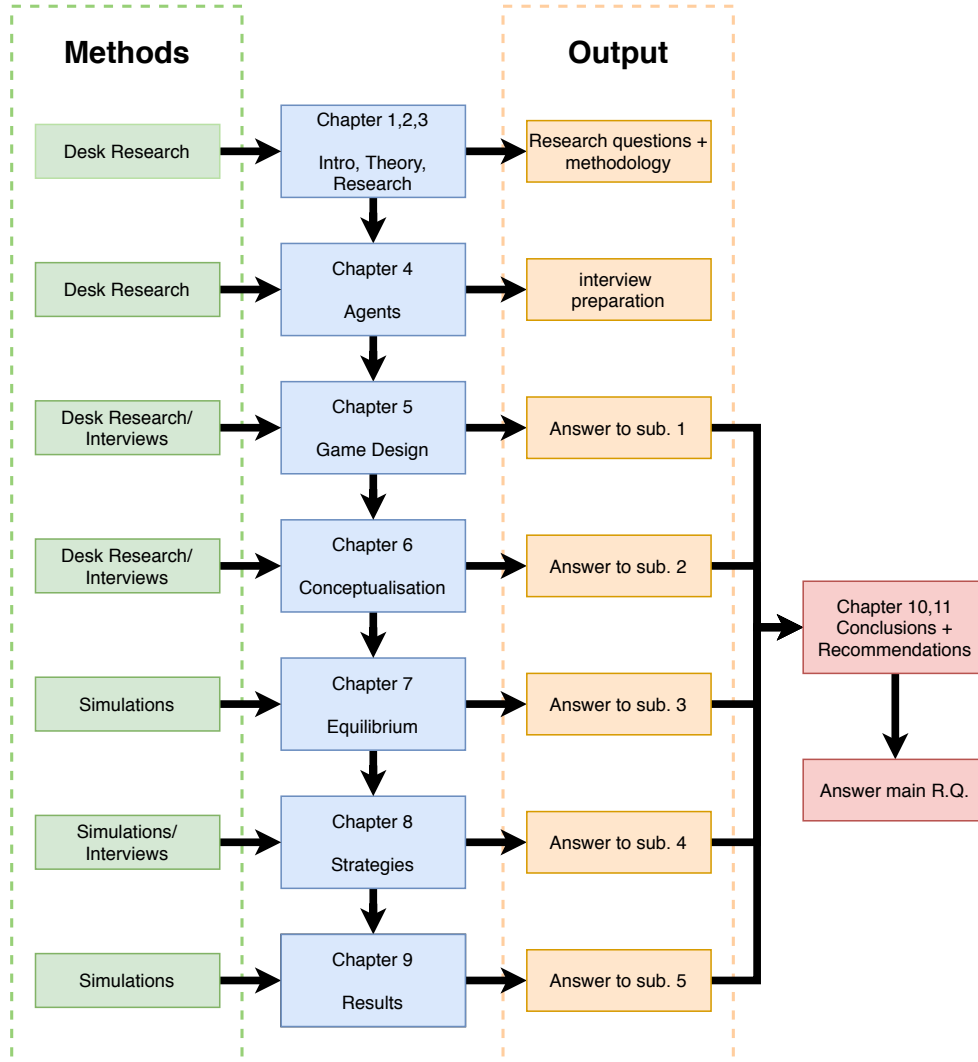 Methods
Output
Desk Research
Chapter 1,2,3
Intro, Theory,
Research
Research questions +
methodology
Desk Research
Chapter 4
Agents
interview
preparation
Desk Research/
Interviews
Chapter 5
Game Design
Answer to sub. 1
Desk Research/
Interviews
Chapter 6
Conceptualisation
Answer to sub. 2
Chapter 10,11
Conclusions +
Recommendations
Simulations
Chapter 7
Equilibrium
Answer to sub. 3
Answer main R.Q.
Simulations/
Interviews
Chapter 8
Strategies
Answer to sub. 4
Simulations
Chapter 9
Results
Answer to sub. 5